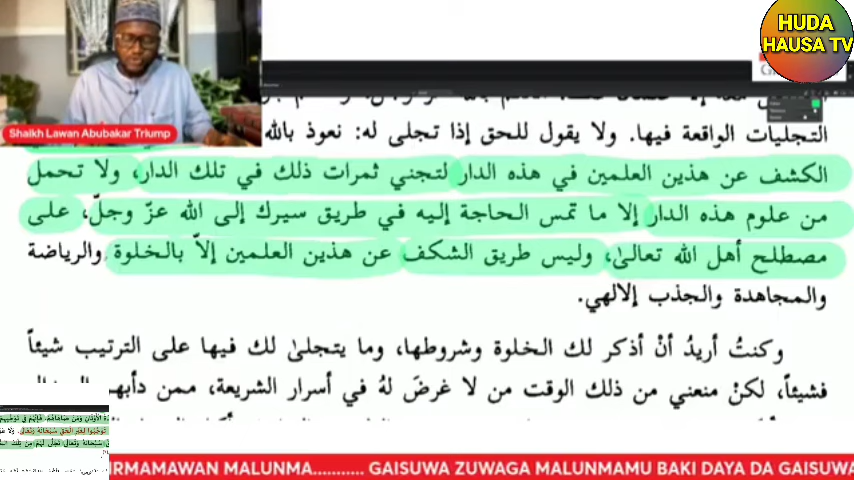 HUDA
HAUSA TV
Shaikh Lawan Abubakar Triump
التجليات الواقعة فيها. ولا يقول للحق إذا تجلى له: نعوذ بالله
الكشف عن هذين العلمين في هذه الدار لتجني ثمرات ذلك في تلك الدار، ولا تحمل
من علوم هذه الدار إلا ما تمس الحاجة إليه في طريق سيرك إلى الله عزّ وجلّ، على
مصطلح أهل الله تعالىٰ، وليس طريق الشكف عن هذين العلمين إلاّ بالخلوة والرياضة
والمجاهدة والجذب إلالهي.
وكنتُ أريدُ أنْ أذكر لك الخلوة وشروطها، وما يتجلىٰ لك فيها على الترتيب شيئاً
فشيئاً، لكنْ منعني من ذلك الوقت من لا غرضَ لهُ في أسرار الشريعة، ممن دأبهم
IRMAMAWAN MALUNMA........... GAISUWA ZUWAGA MALUNMAMU BAKI DAYA DA GAISUWA